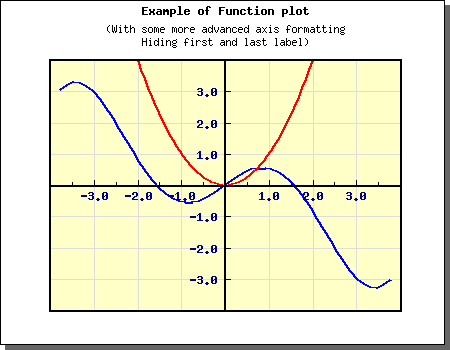 Example of Function plot
(With some more advanced axis formatting
Hiding first and last label)
3.0
2.0
1.0
-3.0 -2.0 -1.0 1.0 2.0 3.0
-1.0
-2.0
-3.0